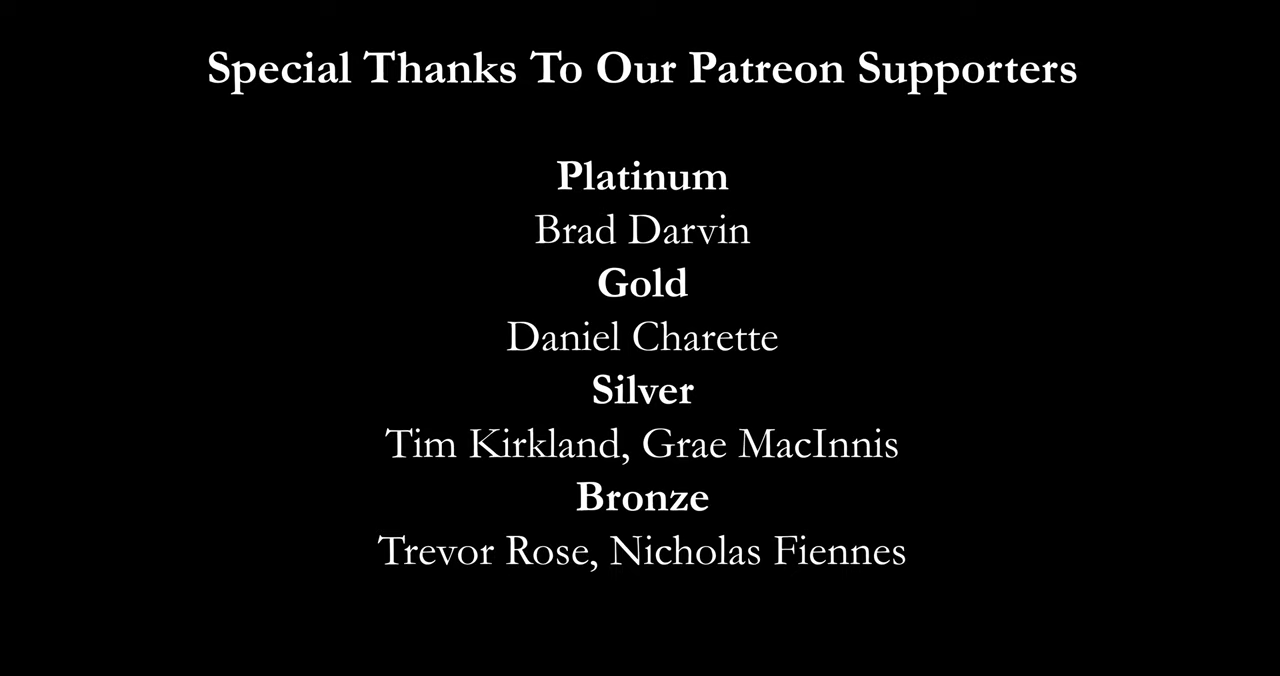 Special Thanks To Our Patreon Supporters
Platinum
Brad Darvin
Gold
Daniel Charette
Silver
Tim Kirkland, Grae MacInnis
Bronze
Trevor Rose, Nicholas Fiennes